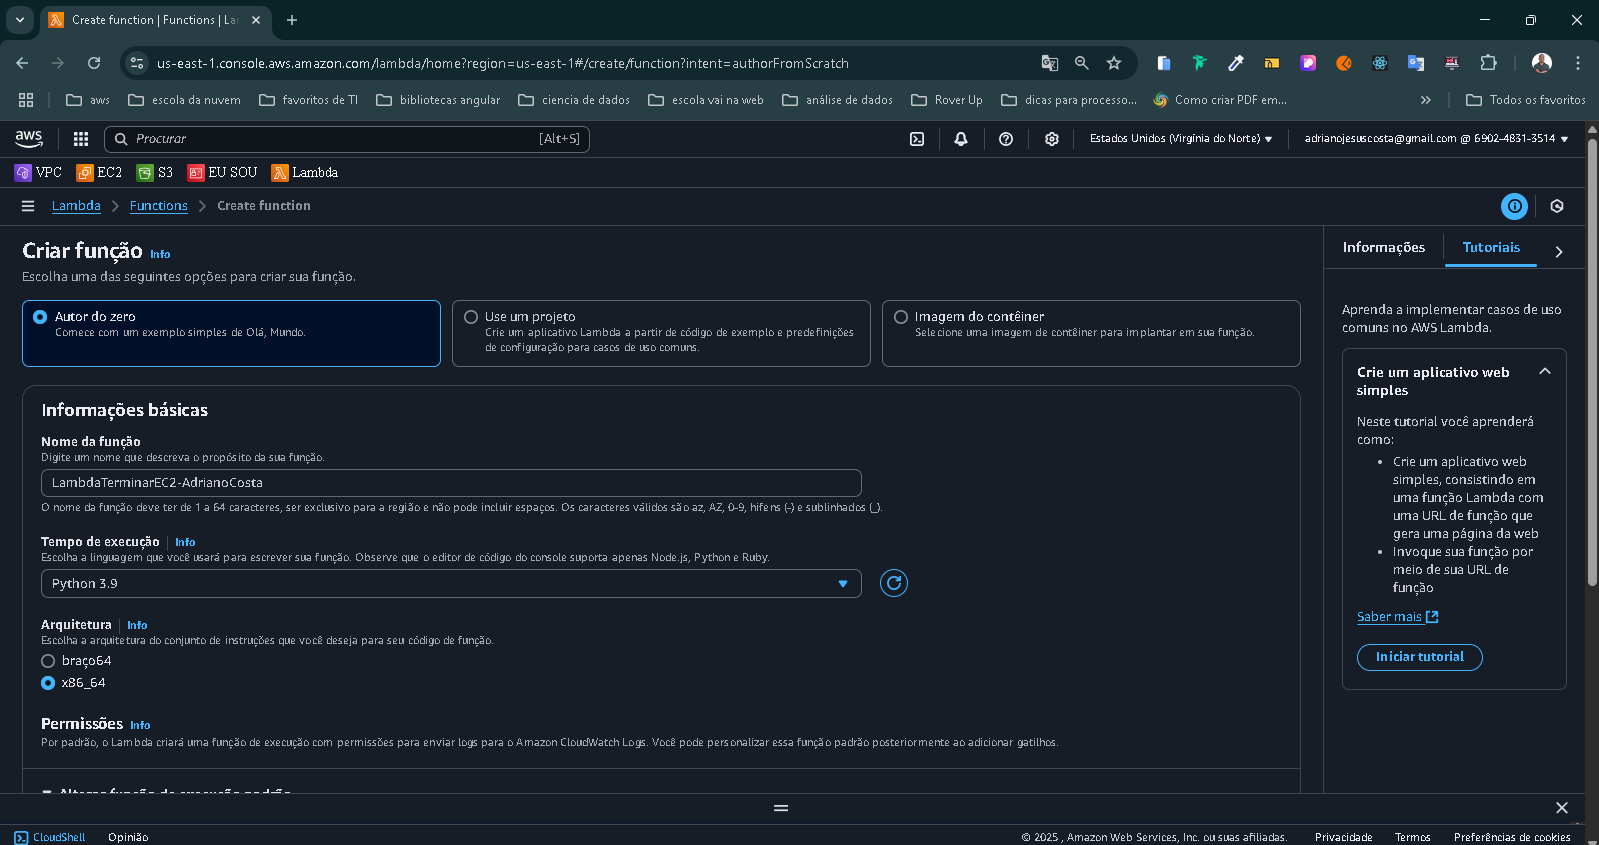 Create function | Functions | La
us-east-1.console.aws.amazon.com/lambda/home?region=us-east-1#/create/function?intent=authorFromScratch
aws
escola da nuvem
favoritos de TI
bibliotecas angular
ciencia de dados
escola vai na web
análise de dados
Rover Up
dicas para processo...
Como criar PDF em...
Todos os favoritos
aws
Procurar
[Alt+S]
Estados Unidos (Virgínia do Norte)
adrianojesuscosta@gmail.com @ 6902-4831-3514
VPC
EC2
S3
EU SOU
Lambda
Lambda
Functions
Create function
Criar função Info
Escolha uma das seguintes opções para criar sua função.
Autor do zero
Comece com um exemplo simples de Olá, Mundo.
Use um projeto
Crie um aplicativo Lambda a partir de código de exemplo e predefinições
de configuração para casos de uso comuns.
Imagem do contêiner
Selecione uma imagem de contêiner para implantar em sua função.
Informações básicas
Nome da função
Digite um nome que descreva o propósito da sua função.
LambdaTerminarEC2-AdrianoCosta
O nome da função deve ter de 1 a 64 caracteres, ser exclusivo para a região e não pode incluir espaços. Os caracteres válidos são az, AZ, 0-9, hifens (-) e sublinhados (_).
Tempo de execução Info
Escolha a linguagem que você usará para escrever sua função. Observe que o editor de código do console suporta apenas Node.js, Python e Ruby.
Python 3.9
Arquitetura Info
Escolha a arquitetura do conjunto de instruções que você deseja para seu código de função.
braço64
x86_64
Permissões Info
Por padrão, o Lambda criará uma função de execução com permissões para enviar logs para o Amazon CloudWatch Logs. Você pode personalizar essa função padrão posteriormente ao adicionar gatilhos.
Alterar função de execução padrão
Informações
Tutoriais
Aprenda a implementar casos de uso
comuns no AWS Lambda.
Crie um aplicativo web
simples
Neste tutorial você aprenderá
como:
• Crie um aplicativo web
simples, consistindo em
uma função Lambda com
uma URL de função que
gera uma página da web
• Invoque sua função por
meio de sua URL de
função
Saber mais
Iniciar tutorial
CloudShell
Opinião
© 2025 , Amazon Web Services, Inc. ou suas afiliadas.
Privacidade
Termos
Preferências de cookies